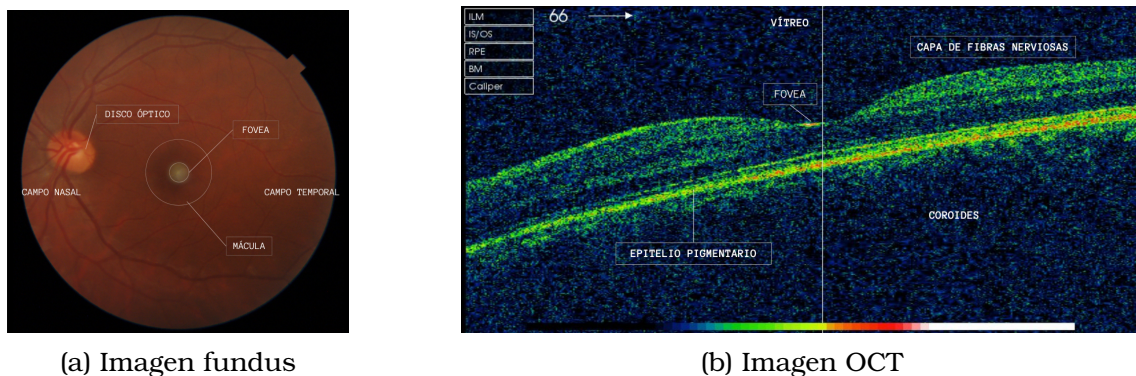 DISCO ÓPTICO
FOVEA
CAMPO NASAL
CAMPO TEMPORAL
MÁCULA
(a) Imagen fundus
ILM
IS/OS
RPE
BM
Caliper
66
VÍTREO
CAPA DE FIBRAS NERVIOSAS
FOVEA
COROIDES
EPITELIO PIGMENTARIO
(b) Imagen OCT